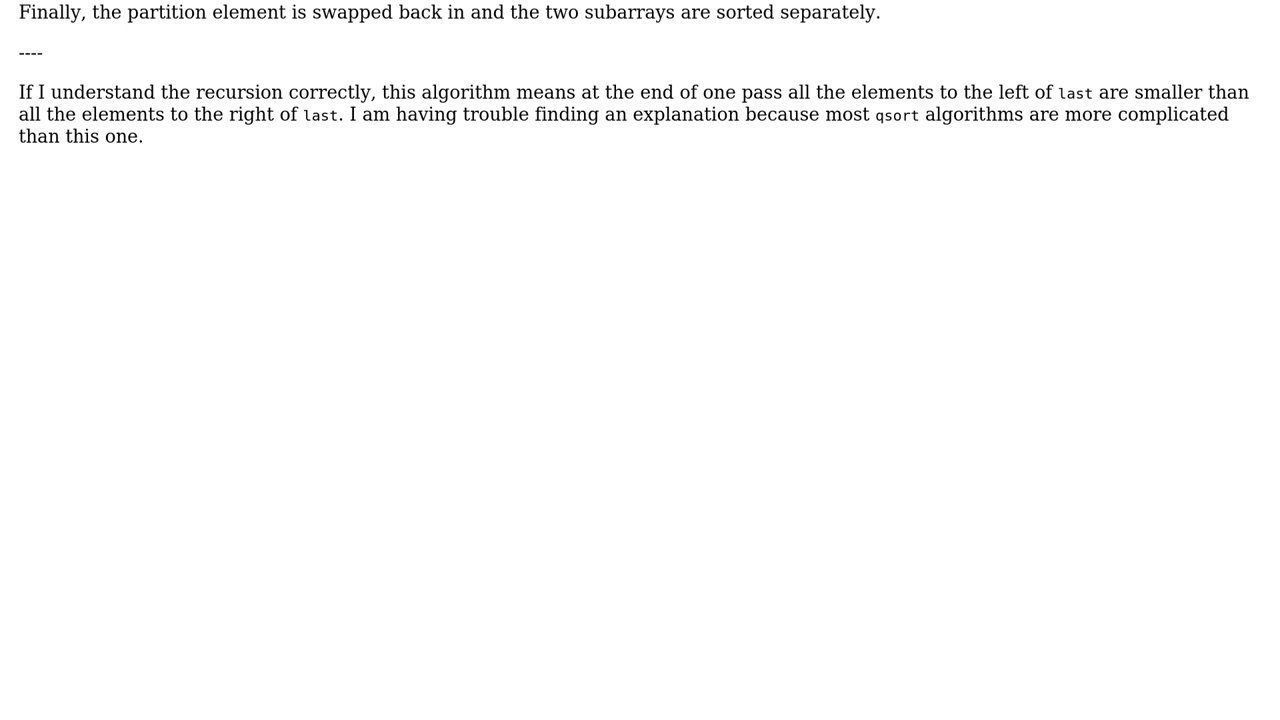 Finally, the partition element is swapped back in and the two subarrays are sorted separately.
----
If I understand the recursion correctly, this algorithm means at the end of one pass all the elements to the left of last are smaller than
all the elements to the right of last. I am having trouble finding an explanation because most qsort algorithms are more complicated
than this one.